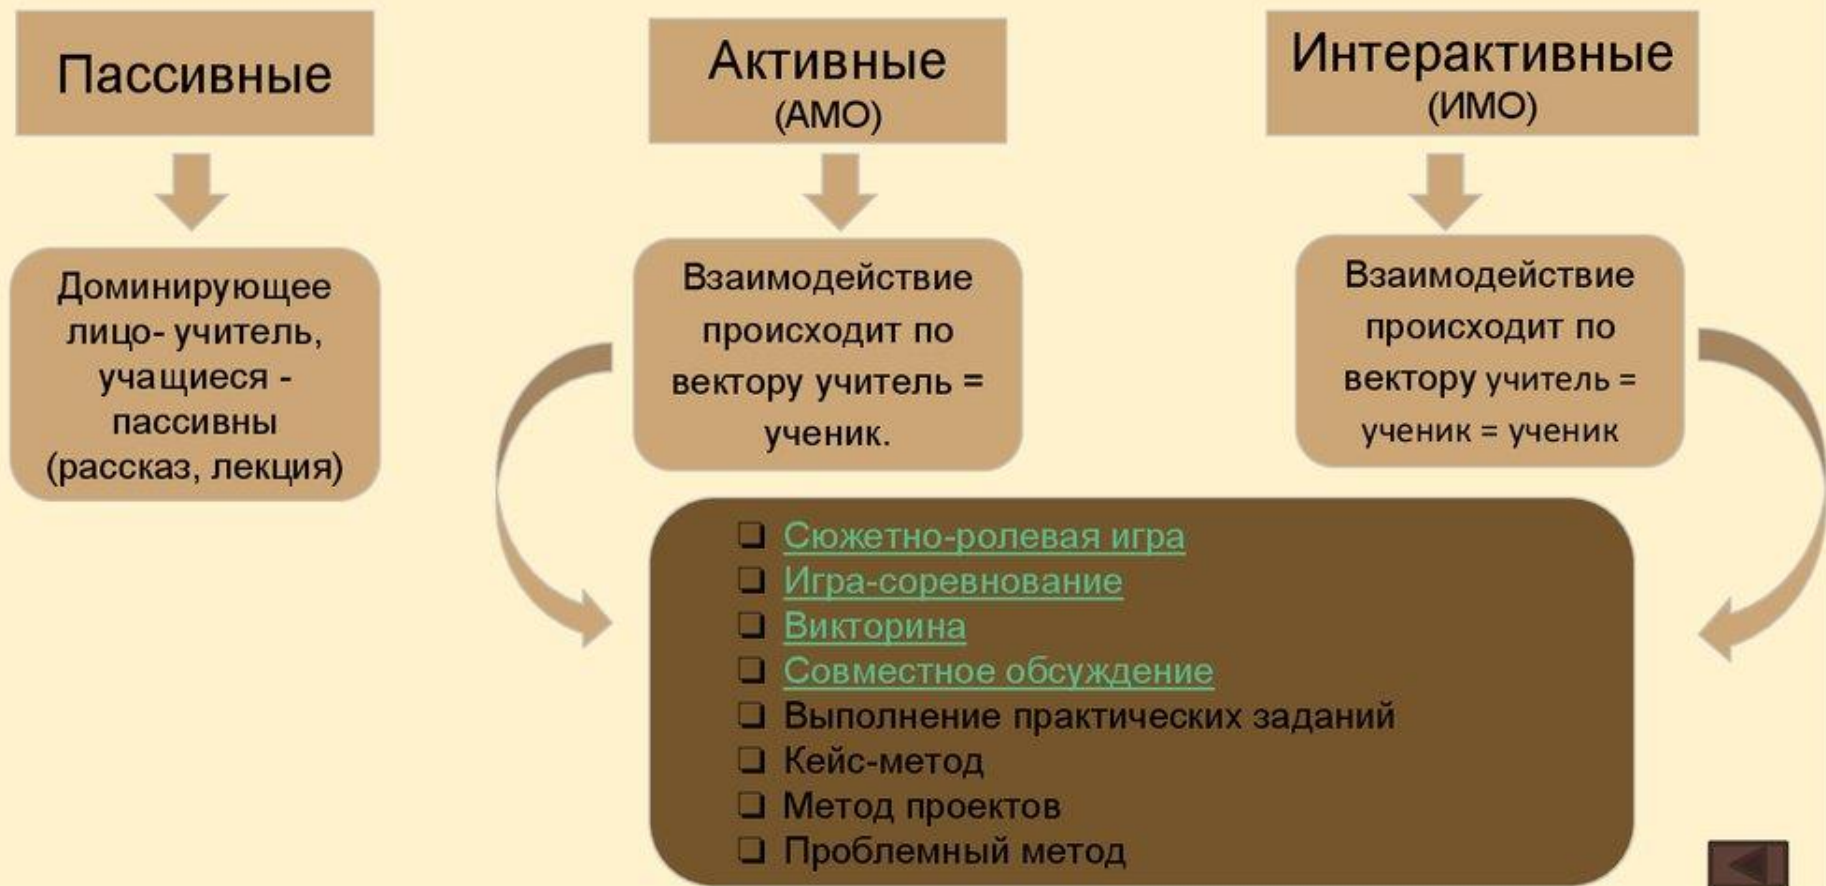 Пассивные
Активные
(АМО)
Интерактивные
(ИМО)
Доминирующее
лицо- учитель,
учащиеся -
пассивны
(рассказ, лекция)
Взаимодействие
происходит по
вектору учитель =
ученик.
Взаимодействие
происходит по
вектору учитель =
ученик = ученик
❑ Сюжетно-ролевая игра
❑ Игра-соревнование
❑ Викторина
❑ Совместное обсуждение
❑ Выполнение практических заданий
❑ Кейс-метод
❑ Метод проектов
❑ Проблемный метод